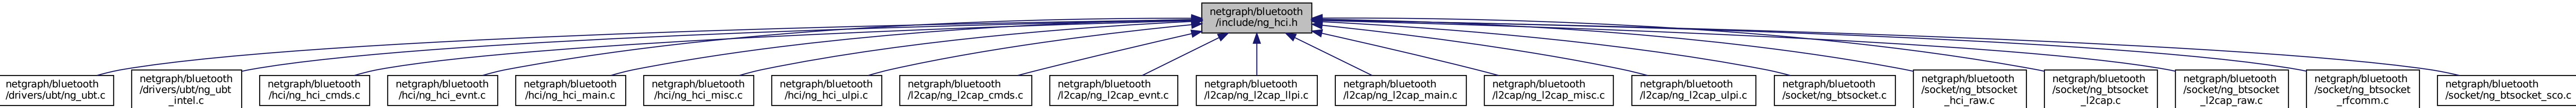 netgraph/bluetooth
/include/ng_hci.h
netgraph/bluetooth
/drivers/ubt/ng_ubt.c
netgraph/bluetooth
/drivers/ubt/ng_ubt
_intel.c
netgraph/bluetooth
/hci/ng_hci_cmds.c
netgraph/bluetooth
/hci/ng_hci_evnt.c
netgraph/bluetooth
/hci/ng_hci_main.c
netgraph/bluetooth
/hci/ng_hci_misc.c
netgraph/bluetooth
/hci/ng_hci_ulpi.c
netgraph/bluetooth
/l2cap/ng_l2cap_cmds.c
netgraph/bluetooth
/l2cap/ng_l2cap_evnt.c
netgraph/bluetooth
/l2cap/ng_l2cap_llpi.c
netgraph/bluetooth
/l2cap/ng_l2cap_main.c
netgraph/bluetooth
/l2cap/ng_l2cap_misc.c
netgraph/bluetooth
/l2cap/ng_l2cap_ulpi.c
netgraph/bluetooth
/socket/ng_btsocket.c
netgraph/bluetooth
/socket/ng_btsocket
_hci_raw.c
netgraph/bluetooth
/socket/ng_btsocket
_l2cap.c
netgraph/bluetooth
/socket/ng_btsocket
_l2cap_raw.c
netgraph/bluetooth
/socket/ng_btsocket
_rfcomm.c
netgraph/bluetooth
/socket/ng_btsocket_sco.c